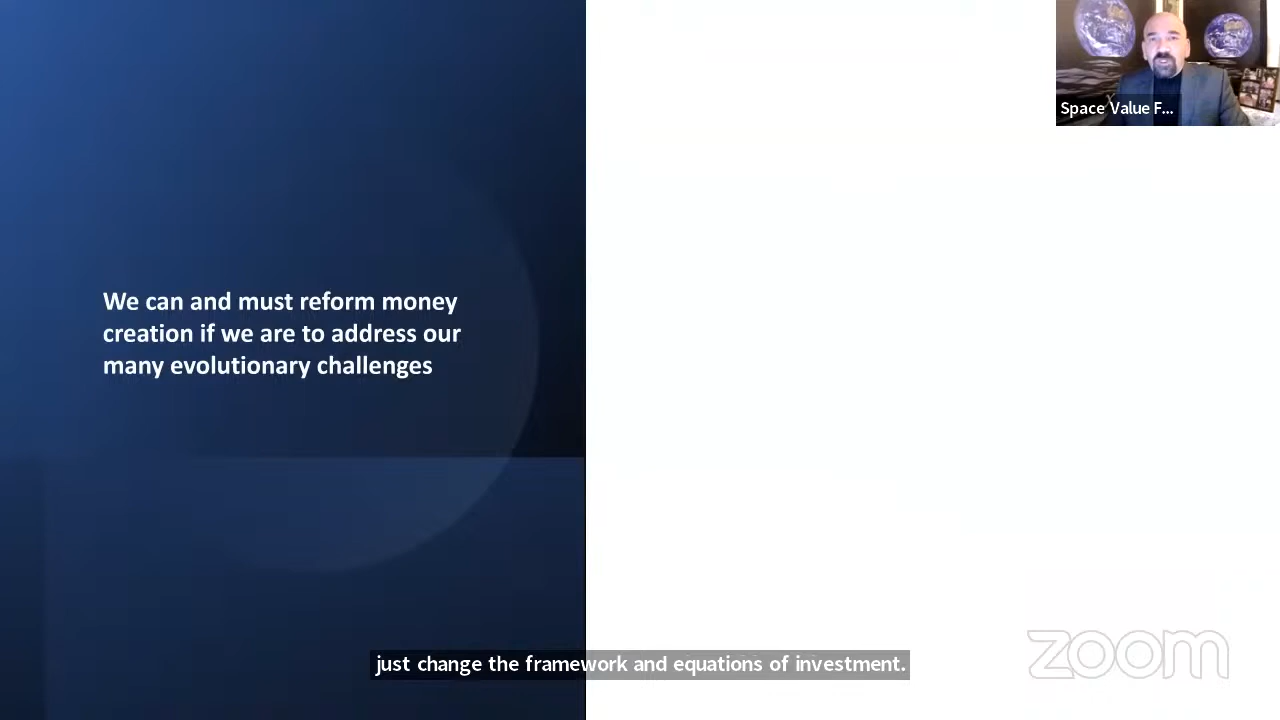 Space Value F...
We can and must reform money
creation if we are to address our
many evolutionary challenges
just change the framework and equations of investment.
zoom